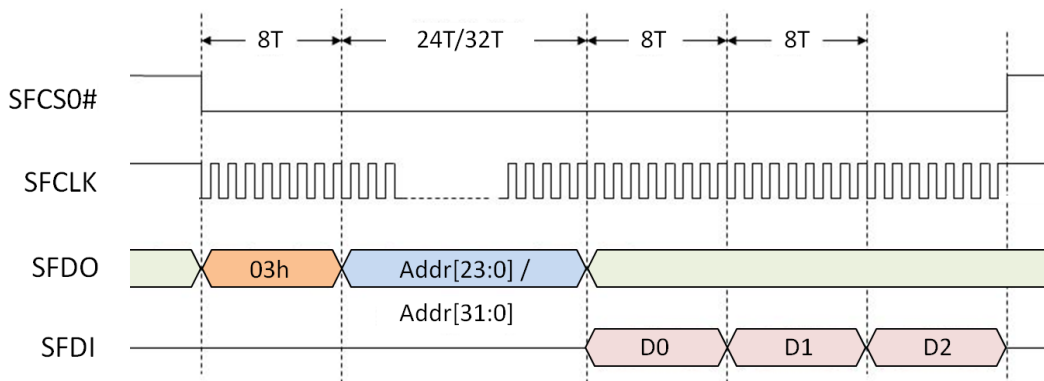 8T 24T/32T 8T 8T
SFCS0#
SFCLK
SFDO 03h Addr[23:0] /
Addr[31:0]
SFDI D0 D1 D2